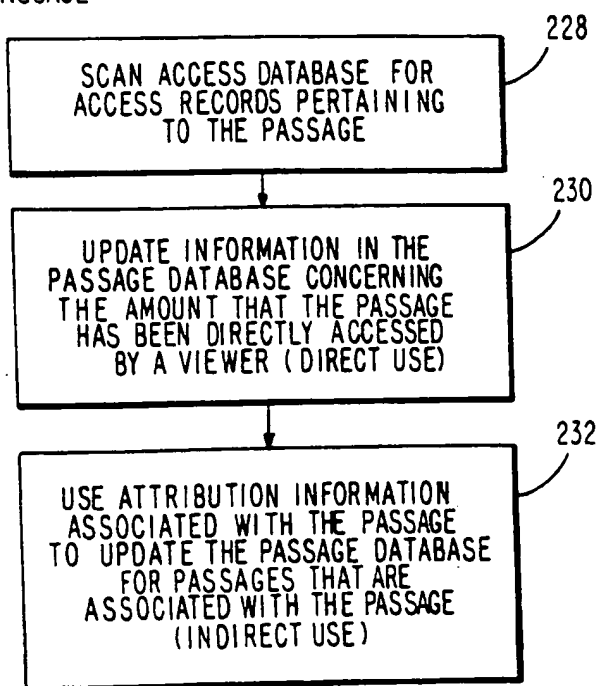 228
SCAN ACCESS DATABASE FOR
ACCESS RECORDS PERTAINING
TO THE PASSAGE
230
UPDATE INFORMATION IN THE
PASSAGE DATABASE CONCERNING
THE AMOUNT THAT THE PASSAGE
HAS BEEN DIRECTLY ACCESSED
BY A VIEWER (DIRECT USE)
232
USE ATTRIBUTION INFORMATION
ASSOCIATED WITH THE PASSAGE
TO UPDATE THE PASSAGE DATABASE
FOR PASSAGES THAT ARE
ASSOCIATED WITH THE PASSAGE
(INDIRECT USE)